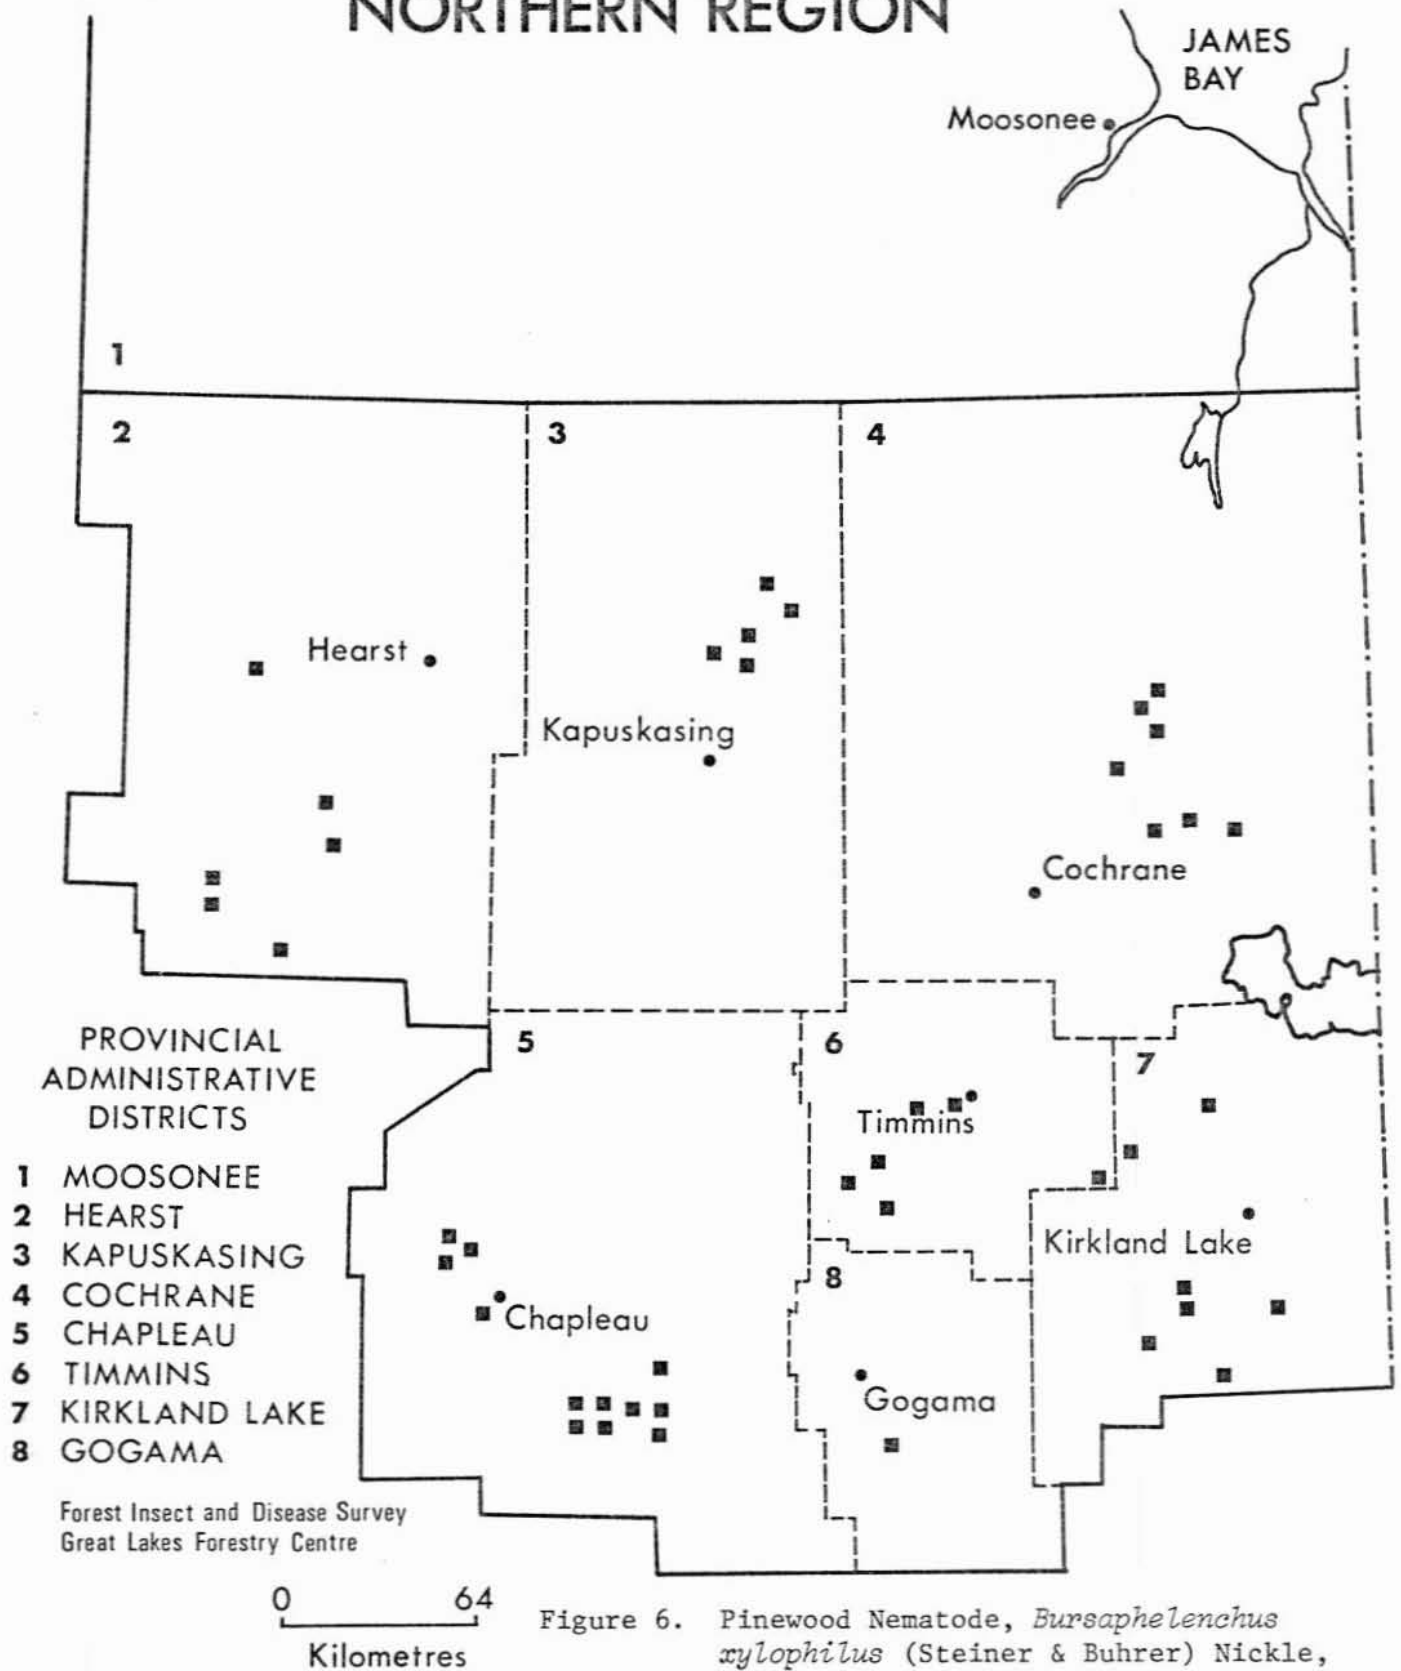 NORTHERN REGION
JAMES
BAY
Moosonee
1
2
3
4
Hearst
Kapuskasing
Cochrane
5
6
7
Timmins
Kirkland Lake
8
Chapleau
Gogama
PROVINCIAL
ADMINISTRATIVE
DISTRICTS
1 MOOSONEE
2 HEARST
3 KAPUSKASING
4 COCHRANE
5 CHAPLEAU
6 TIMMINS
7 KIRKLAND LAKE
8 GOGAMA
Forest Insect and Disease Survey
Great Lakes Forestry Centre
0 64
Kilometres
Figure 6. Pinewood Nematode, Bursaphelenchus
xylophilus (Steiner & Buhrer) Nickle,